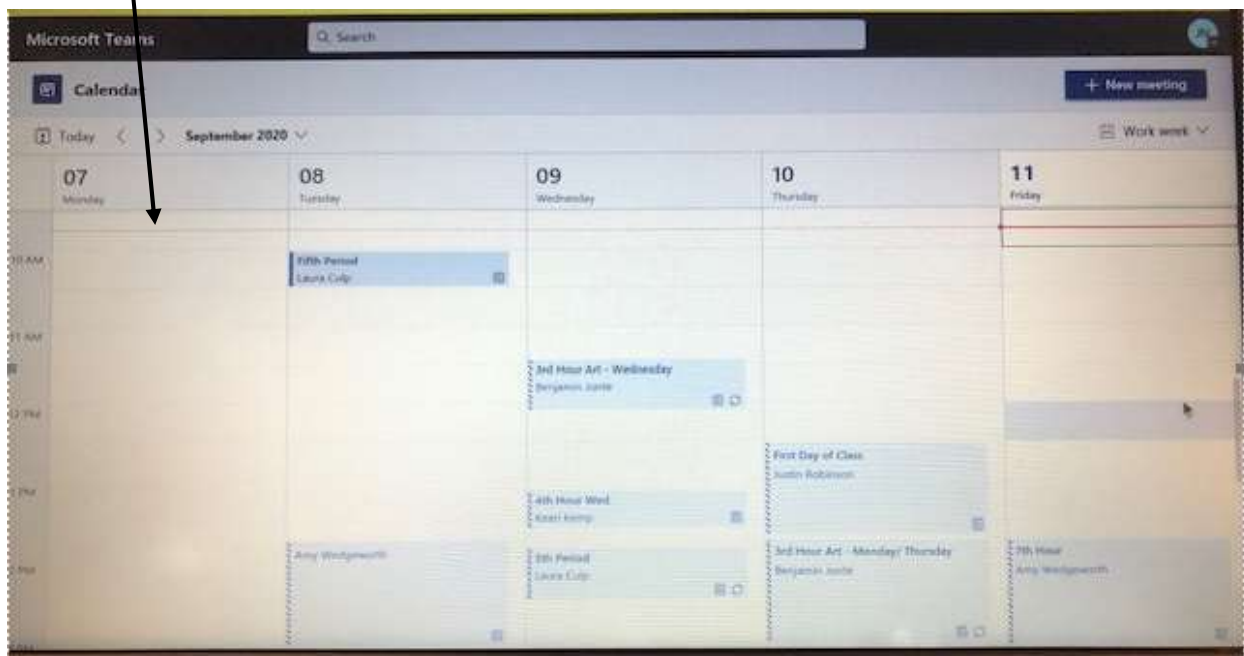 Microsoft Teams
Search
Calendar
+ New meeting
Today
September 2020
Work week
07
Monday
08
Tuesday
09
Wednesday
10
Thursday
11
Friday
10 AM
Fifth Period
Laura Culp
11 AM
3rd Hour Art - Wednesday
Benjamin
12 PM
First Day of Class
Justin Robinson
1 PM
4th Hour Wed
Kemp
2 PM
Amy Wedgeworth
5th Period
Laura Culp
3rd Hour Art - Monday/ Thursday
Benjamin
7th Hour
Amy Wedgeworth